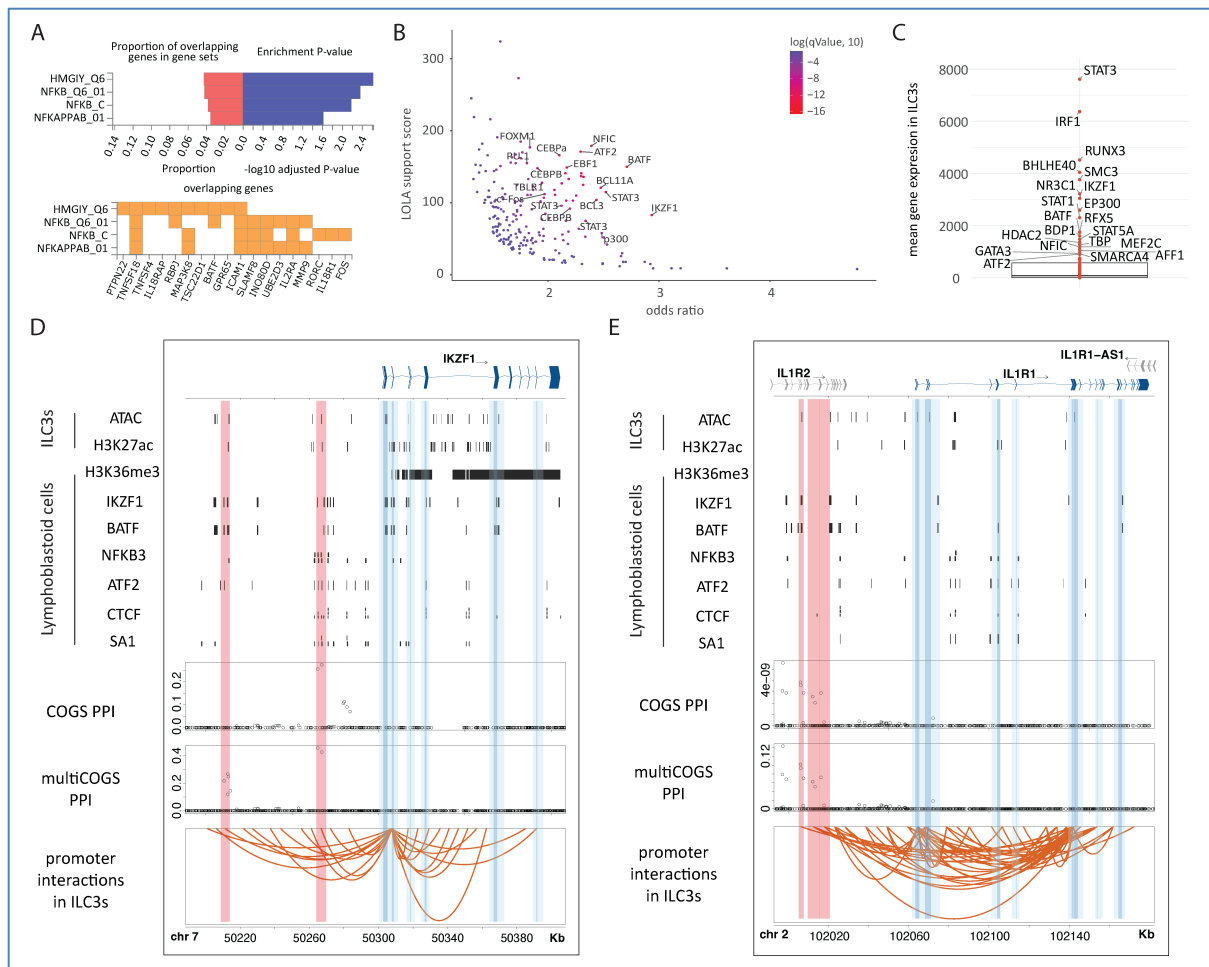 A
Proportion of overlapping
genes in gene sets
Enrichment P-value
HMGIY_Q6
NFKB_Q6_01
NFKB_C
NFKAPPAB_01
0.14
0.12
0.10
0.08
0.06
0.04
0.02
0.0
0.4
0.8
1.2
1.6
2.0
2.4
Proportion
-log10 adjusted P-value
overlapping genes
HMGIY_Q6
NFKB_Q6_01
NFKB_C
NFKAPPAB_01
PTPN22
TNFSF18
TNFSF4
IL18RAP
RBPJ
MAP3K8
TSC22D1
BATF
GPR65
ICAM1
SLAMF8
INO80D
UBE2D3
IL2RA
MMP9
RORC
IL18R1
FOS
B
LOLA support score
300
200
100
0
2
3
4
odds ratio
log(qValue, 10)
-4
-8
-12
-16
FOXM1
CEBPa
NFIC
ATF2
PU.1
EBF1
BATF
CEBPB
TBLR1
BCL11A
c-Fos
STAT3
STAT3
BCL3
IKZF1
CEBPB
STAT3
p300
C
mean gene expression in ILC3s
8000
6000
4000
2000
0
STAT3
IRF1
RUNX3
BHLHE40
SMC3
NR3C1
IKZF1
STAT1
EP300
BATF
RFX5
BDP1
HDAC2
STAT5A
NFIC
TBP
MEF2C
GATA3
SMARCA4
AFF1
ATF2
D
IKZF1
ILC3s
ATAC
H3K27ac
Lymphoblastoid cells
H3K36me3
IKZF1
BATF
NFKB3
ATF2
CTCF
SA1
COGS PPI
0.2
0.1
0.0
multiCOGS
PPI
0.4
0.2
0.0
promoter
interactions
in ILC3s
chr 7
50220
50260
50300
50340
50380
Kb
E
IL1R1-AS1
IL1R2
IL1R1
ILC3s
ATAC
H3K27ac
Lymphoblastoid cells
H3K36me3
IKZF1
BATF
NFKB3
ATF2
CTCF
SA1
COGS PPI
4e-09
0
multiCOGS
PPI
0.12
0
promoter
interactions
in ILC3s
chr 2
102020
102060
102100
102140
Kb